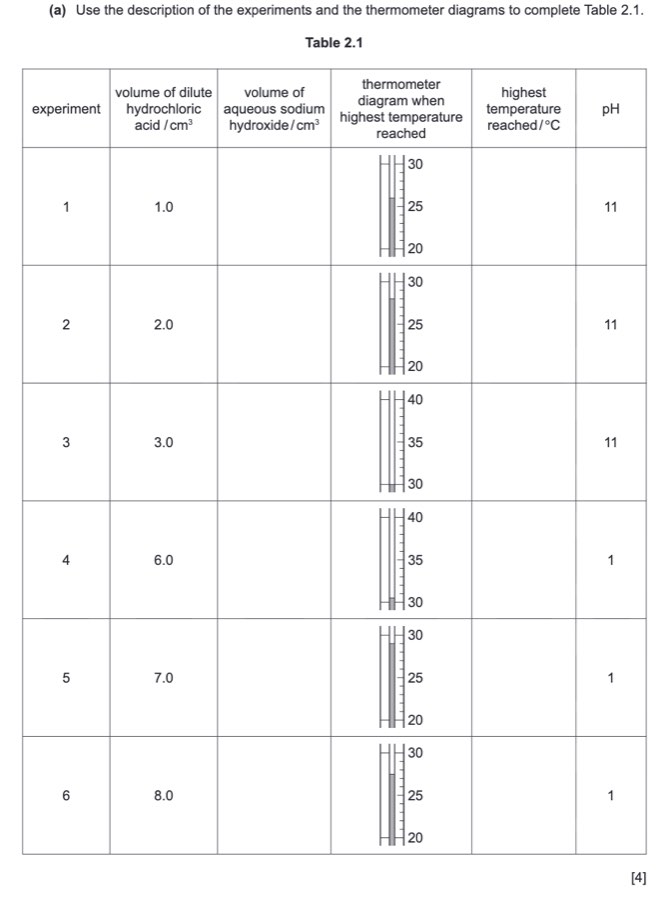 (a) Use the description of the experiments and the thermometer diagrams to complete Table 2.1.
Table 2.1
experiment
volume of dilute
hydrochloric
acid / cm³
volume of
aqueous sodium
hydroxide / cm³
thermometer
diagram when
highest temperature
reached
highest
temperature
reached / °C
pH
1
1.0
30
25
20
11
2
2.0
30
25
20
11
3
3.0
40
35
30
11
4
6.0
40
35
30
1
5
7.0
30
25
20
1
6
8.0
30
25
20
1
[4]